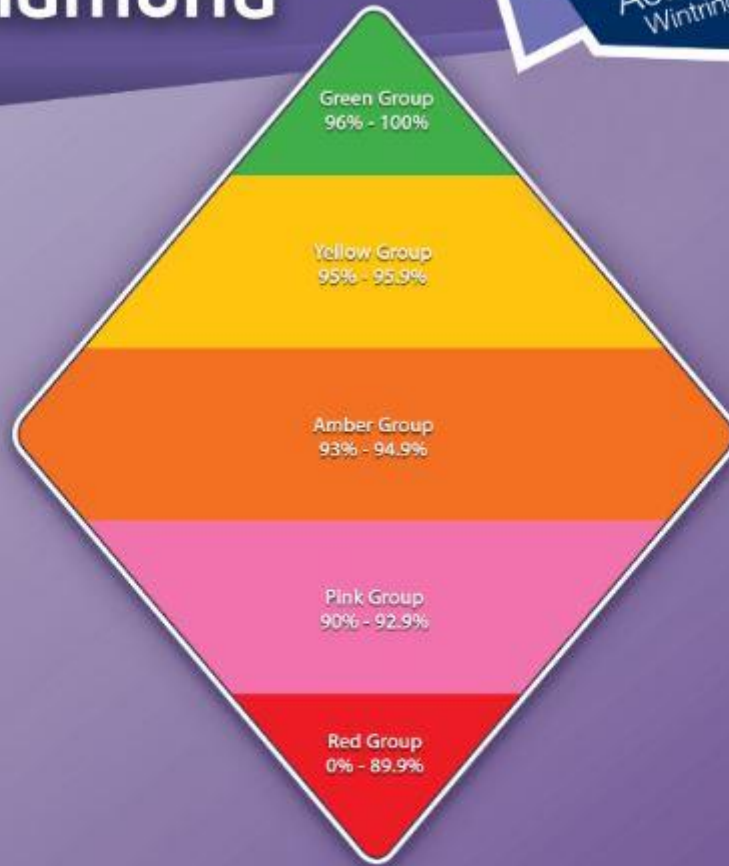 Green Group
96% - 100%
Yellow Group
95% - 95.9%
Amber Group
93% - 94.9%
Pink Group
90% - 92.9%
Red Group
0% - 89.9%